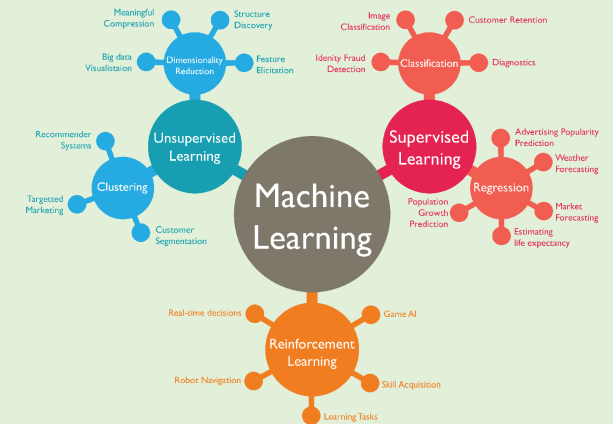 Meaningful
Compression
Structure
Discovery
Big data
Visualistaion
Dimensionality
Reduction
Feature
Elicitation
Unsupervised
Learning
Recommender
Systems
Clustering
Targetted
Marketing
Customer
Segmentation
Machine
Learning
Image
Classification
Customer Retention
Idenity Fraud
Detection
Classification
Diagnostics
Supervised
Learning
Advertising Popularity
Prediction
Weather
Forecasting
Regression
Population
Growth
Prediction
Market
Forecasting
Estimating
life expectancy
Real-time decisions
Game AI
Reinforcement
Learning
Robot Navigation
Skill Acquisition
Learning Tasks